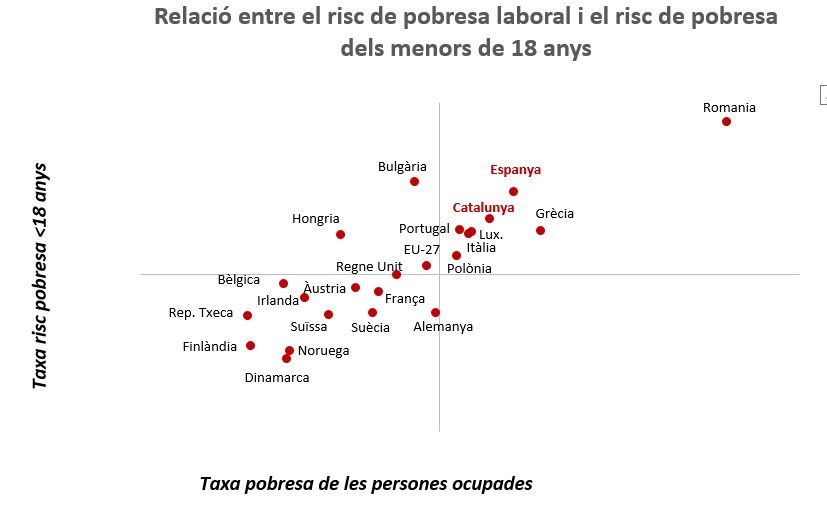 Relació entre el risc de pobresa laboral i el risc de pobresa
dels menors de 18 anys
Taxa risc pobresa <18 anys
Romania
Bulgària
Espanya
Catalunya
Hongria
Grècia
Portugal
Lux.
EU-27
Itàlia
Regne Unit
Polònia
Bèlgica
Àustria
Irlanda
França
Rep. Txeca
Suïssa
Suècia
Alemanya
Finlàndia
Noruega
Dinamarca
Taxa pobresa de les persones ocupades